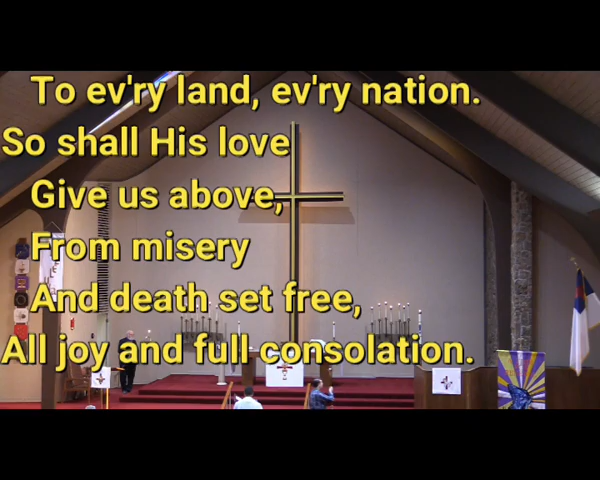 To ev'ry land, ev'ry nation.
So shall His love
Give us above,
From misery
And death set free,
All joy and full consolation.